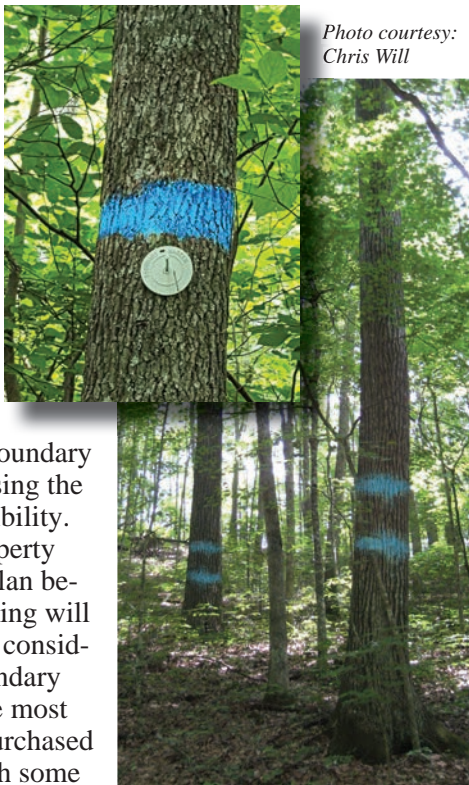 Photo courtesy:
Chris Will
oundary
sing the
bility.
perty
lan be-
ing will
consid-
ndary
e most
urchased
h some